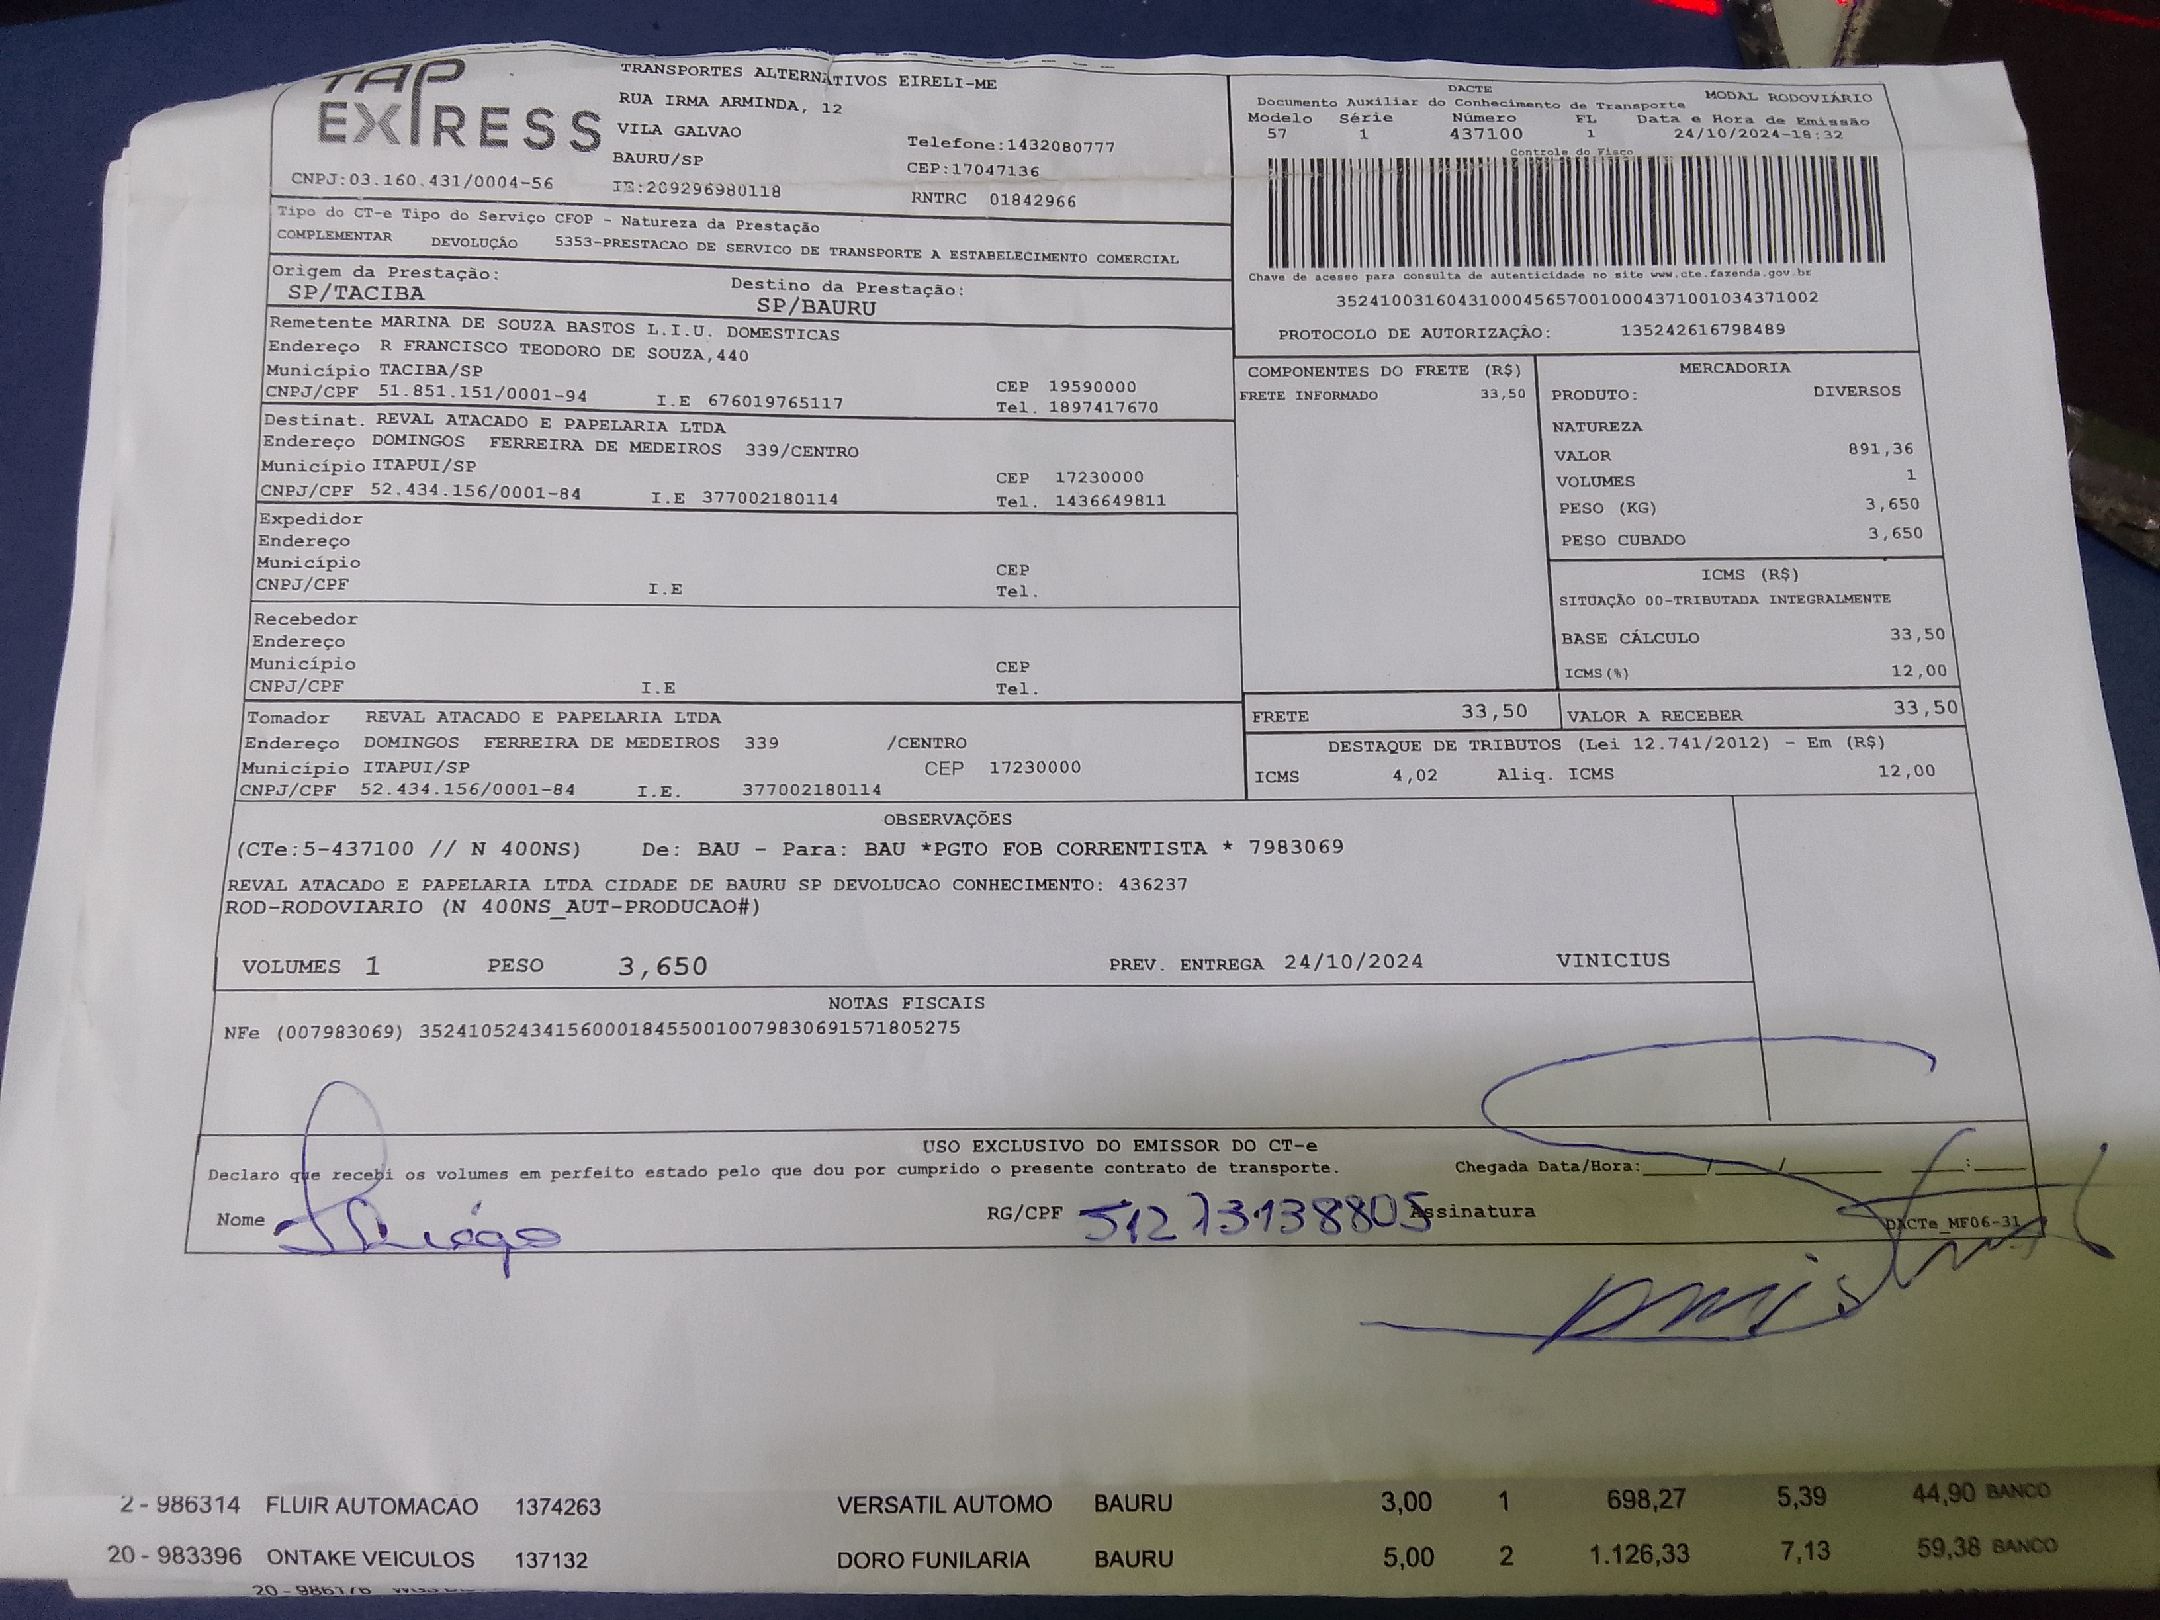 TAP
EXPRESS
CNPJ:03.160.431/0004-56
TRANSPORTES ALTERNATIVOS EIRELI-ME
RUA IRMA ARMINDA, 12
VILA GALVAO
BAURU/SP
IE:209296980118
Telefone:1432080777
CEP:17047136
RNTRC 01842966
DACTE
Documento Auxiliar do Conhecimento de Transporte
MODAL RODOVIÁRIO
Modelo Série Número FL Data e Hora de Emissão
57 1 437100 1 24/10/2024-18:32
Controle do Fisco
Chave de acesso para consulta de autenticidade no site www.cte.fazenda.gov.br
35241003160431000456570010004371001034371002
PROTOCOLO DE AUTORIZAÇÃO: 135242616798489
Tipo do CT-e Tipo do Serviço CFOP - Natureza da Prestação
COMPLEMENTAR DEVOLUÇÃO 5353-PRESTACAO DE SERVICO DE TRANSPORTE A ESTABELECIMENTO COMERCIAL
Origem da Prestação:
SP/TACIBA
Destino da Prestação:
SP/BAURU
Remetente MARINA DE SOUZA BASTOS L.I.U. DOMESTICAS
Endereço R FRANCISCO TEODORO DE SOUZA,440
Município TACIBA/SP CEP 19590000
CNPJ/CPF 51.851.151/0001-94 I.E 676019765117 Tel. 1897417670
Destinat. REVAL ATACADO E PAPELARIA LTDA
Endereço DOMINGOS FERREIRA DE MEDEIROS 339/CENTRO
Município ITAPUI/SP CEP 17230000
CNPJ/CPF 52.434.156/0001-84 I.E 377002180114 Tel. 1436649811
Expedidor
Endereço
Município CEP
CNPJ/CPF I.E Tel.
Recebedor
Endereço
Município CEP
CNPJ/CPF I.E Tel.
Tomador REVAL ATACADO E PAPELARIA LTDA
Endereço DOMINGOS FERREIRA DE MEDEIROS 339 /CENTRO
Município ITAPUI/SP CEP 17230000
CNPJ/CPF 52.434.156/0001-84 I.E. 377002180114
COMPONENTES DO FRETE (R$)
FRETE INFORMADO 33,50
MERCADORIA
PRODUTO: DIVERSOS
NATUREZA
VALOR 891,36
VOLUMES 1
PESO (KG) 3,650
PESO CUBADO 3,650
ICMS (R$)
SITUAÇÃO 00-TRIBUTADA INTEGRALMENTE
BASE CÁLCULO 33,50
ICMS(%) 12,00
FRETE 33,50 VALOR A RECEBER 33,50
DESTAQUE DE TRIBUTOS (Lei 12.741/2012) - Em (R$)
ICMS 4,02 Aliq. ICMS 12,00
OBSERVAÇÕES
(CTe:5-437100 // N 400NS) De: BAU - Para: BAU *PGTO FOB CORRENTISTA * 7983069
REVAL ATACADO E PAPELARIA LTDA CIDADE DE BAURU SP DEVOLUCAO CONHECIMENTO: 436237
ROD-RODOVIARIO (N 400NS_AUT-PRODUCAO#)
VOLUMES 1 PESO 3,650 PREV. ENTREGA 24/10/2024 VINICIUS
NOTAS FISCAIS
NFe (007983069) 35241052434156000184550010079830691571805275
USO EXCLUSIVO DO EMISSOR DO CT-e
Declaro que recebi os volumes em perfeito estado pelo que dou por cumprido o presente contrato de transporte. Chegada Data/Hora:____/____/____ ___:___
Nome Thiago RG/CPF 51273138805 Assinatura
DACTe_MF06-31
2 - 986314 FLUIR AUTOMACAO 1374263 VERSATIL AUTOMO BAURU 3,00 1 698,27 5,39 44,90 BANCO
20 - 983396 ONTAKE VEICULOS 137132 DORO FUNILARIA BAURU 5,00 2 1.126,33 7,13 59,38 BANCO